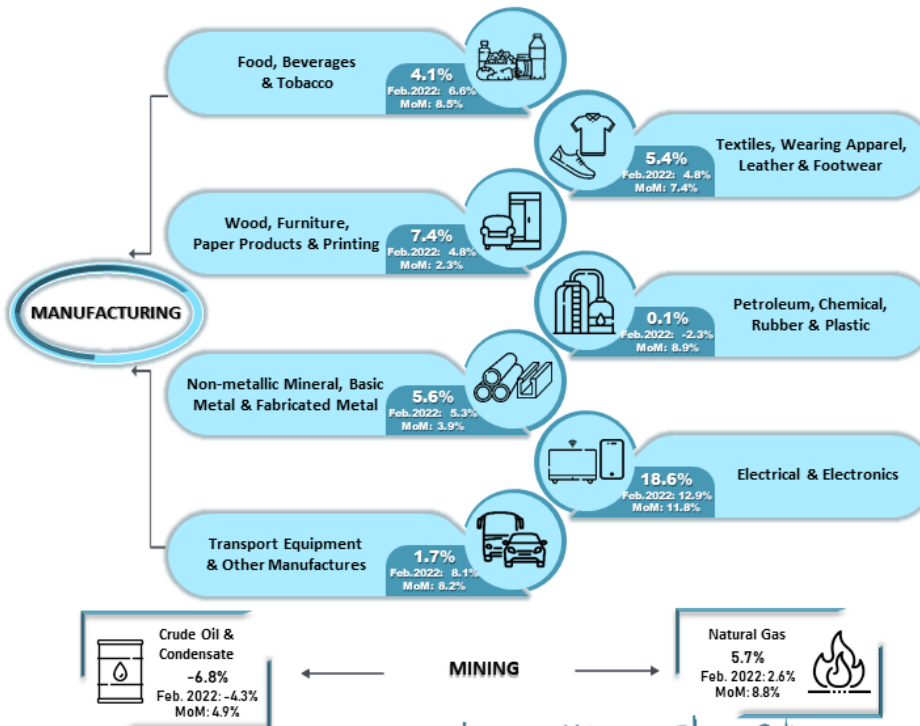 Food, Beverages
& Tobacco
4.1%
Feb.2022: 6.6%
MoM: 8.5%
Textiles, Wearing Apparel,
Leather & Footwear
5.4%
Feb.2022: 4.8%
MoM: 7.4%
Wood, Furniture,
Paper Products & Printing
7.4%
Feb.2022: 4.8%
MoM: 2.3%
MANUFACTURING
Petroleum, Chemical,
Rubber & Plastic
0.1%
Feb.2022: -2.3%
MoM: 8.9%
Non-metallic Mineral, Basic
Metal & Fabricated Metal
5.6%
Feb.2022: 5.3%
MoM: 3.9%
Electrical & Electronics
18.6%
Feb.2022: 12.9%
MoM: 11.8%
Transport Equipment
& Other Manufactures
1.7%
Feb.2022: 8.1%
MoM: 8.2%
Crude Oil &
Condensate
-6.8%
Feb. 2022: -4.3%
MoM: 4.9%
MINING
Natural Gas
5.7%
Feb. 2022: 2.6%
MoM: 8.8%